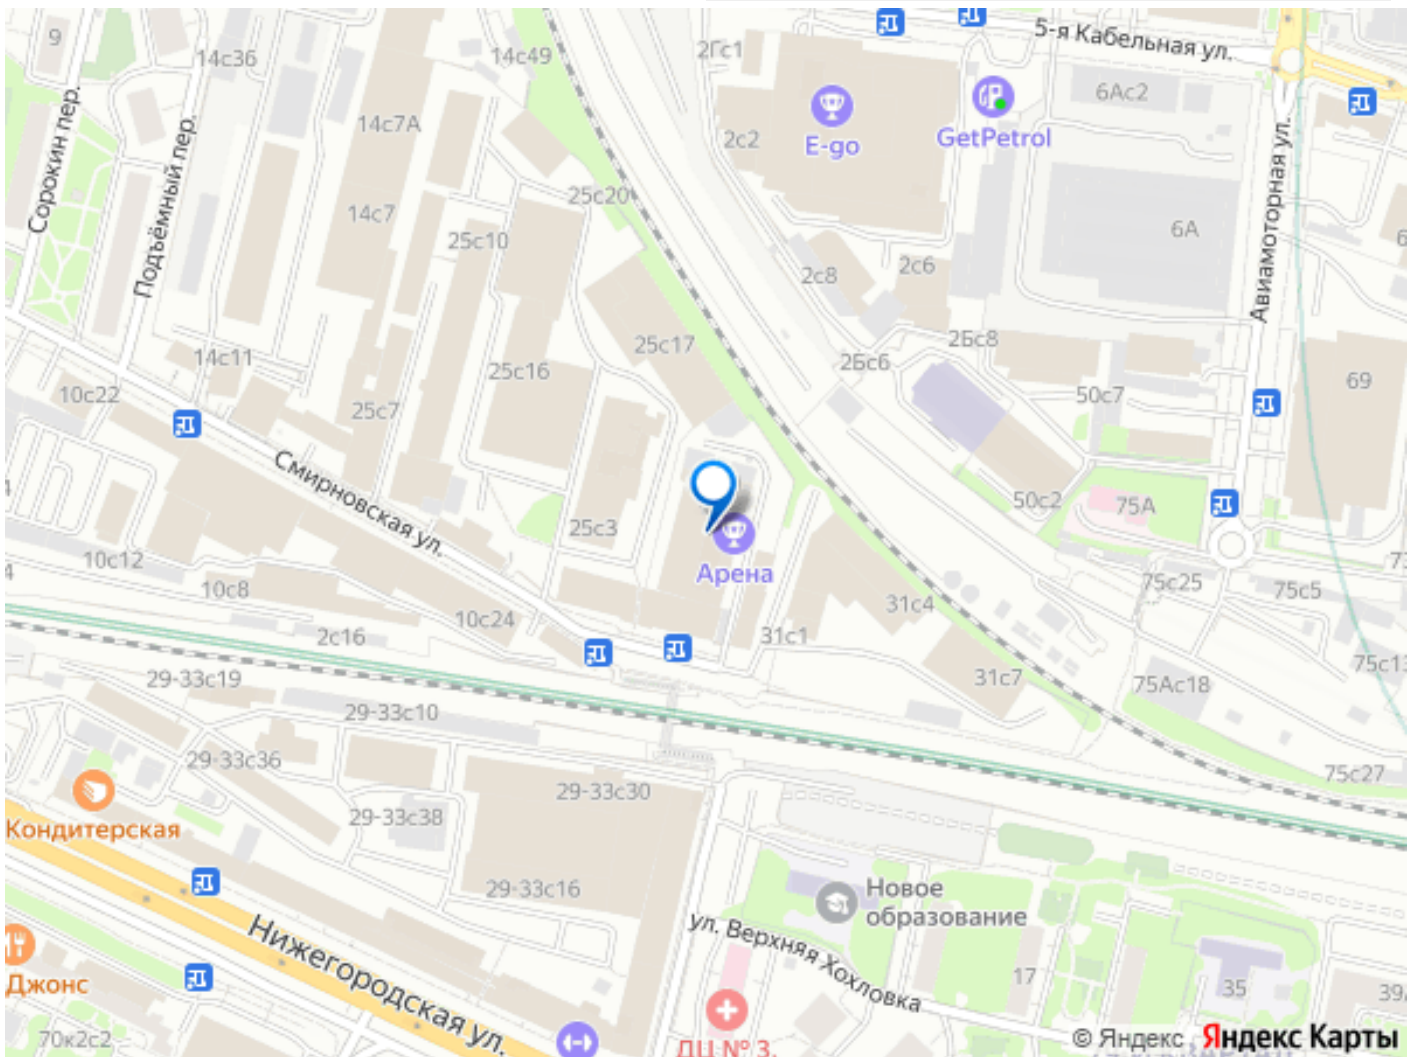 9
14с36
14с49
2Гс1
5-я Кабельная ул.
6Ас2
14с7А
2с2
E-go
GetPetrol
Сорокин пер.
Подъёмный пер.
Авиамоторная ул.
14с7
25с10
25с20
6А
2с8
2с6
14с11
25с16
25с17
2Бс6
2Бс8
10с22
25с7
50с7
69
Смирновская ул.
25с3
50с2
75А
Арена
10с12
10с8
10с24
31с1
31с4
75с25
75с5
2с16
31с7
75Ас18
75с13
29-33с19
29-33с10
29-33с36
29-33с30
29-33с38
75с27
Кондитерская
29-33с16
Новое
образование
Нижегородская ул.
ул. Верхняя Хохловка
Джонс
17
35
70к2с2
ДЦ № 3,
© Яндекс Яндекс Карты